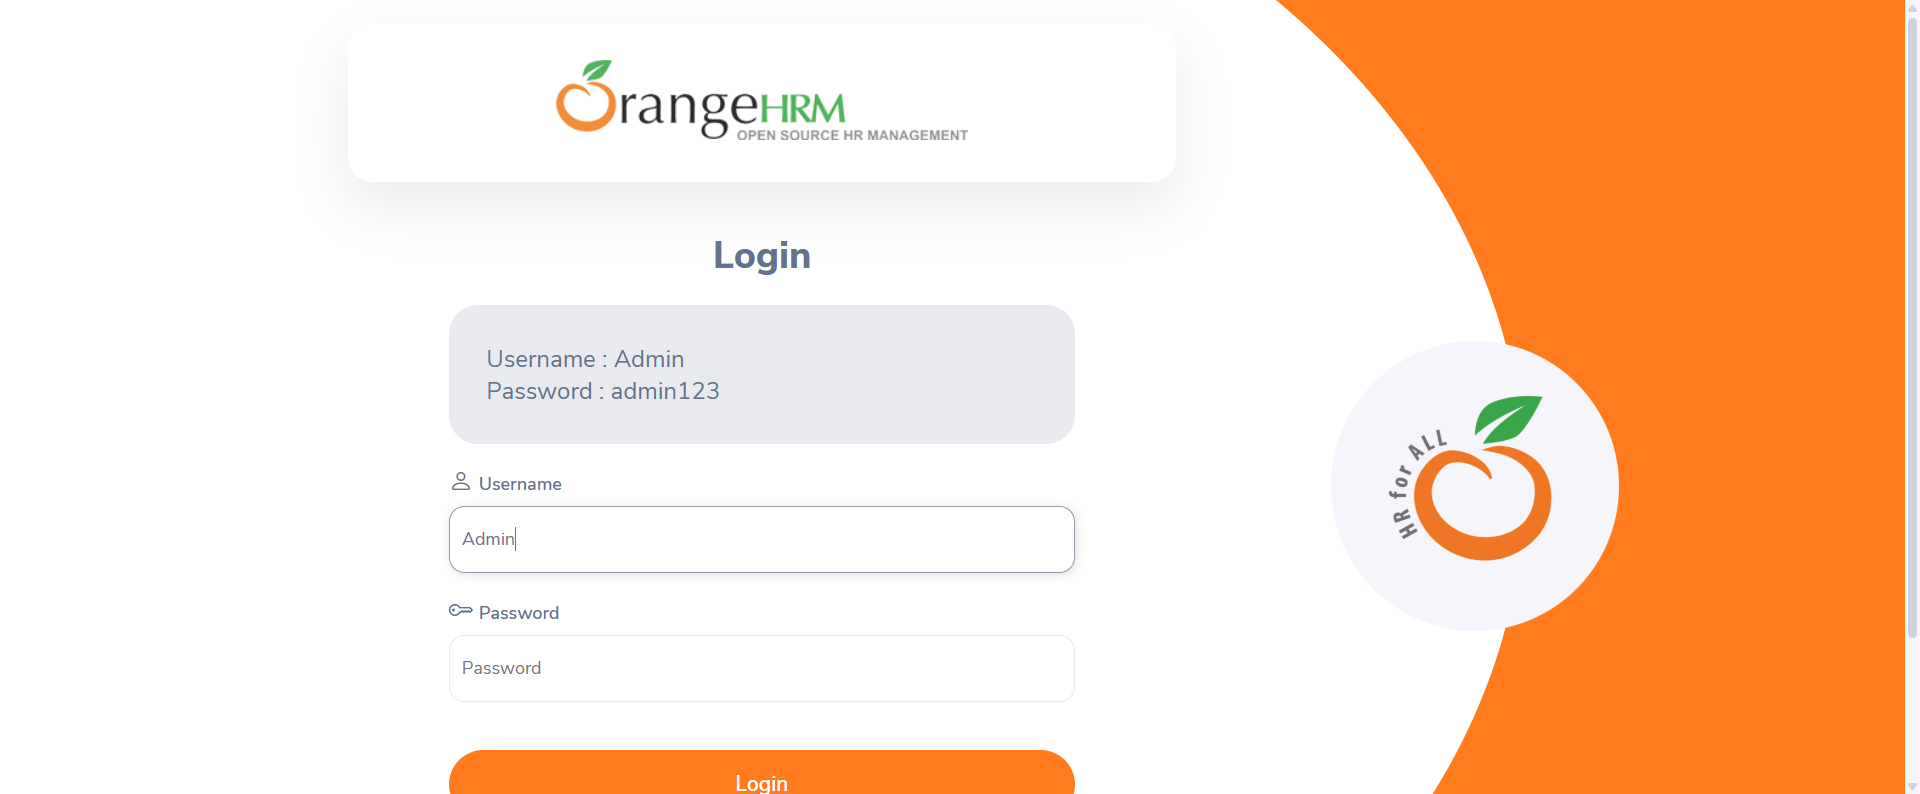 OrangeHRM
OPEN SOURCE HR MANAGEMENT
Login
Username : Admin
Password : admin123
Username
Admin
Password
Password
Login
HR for ALL